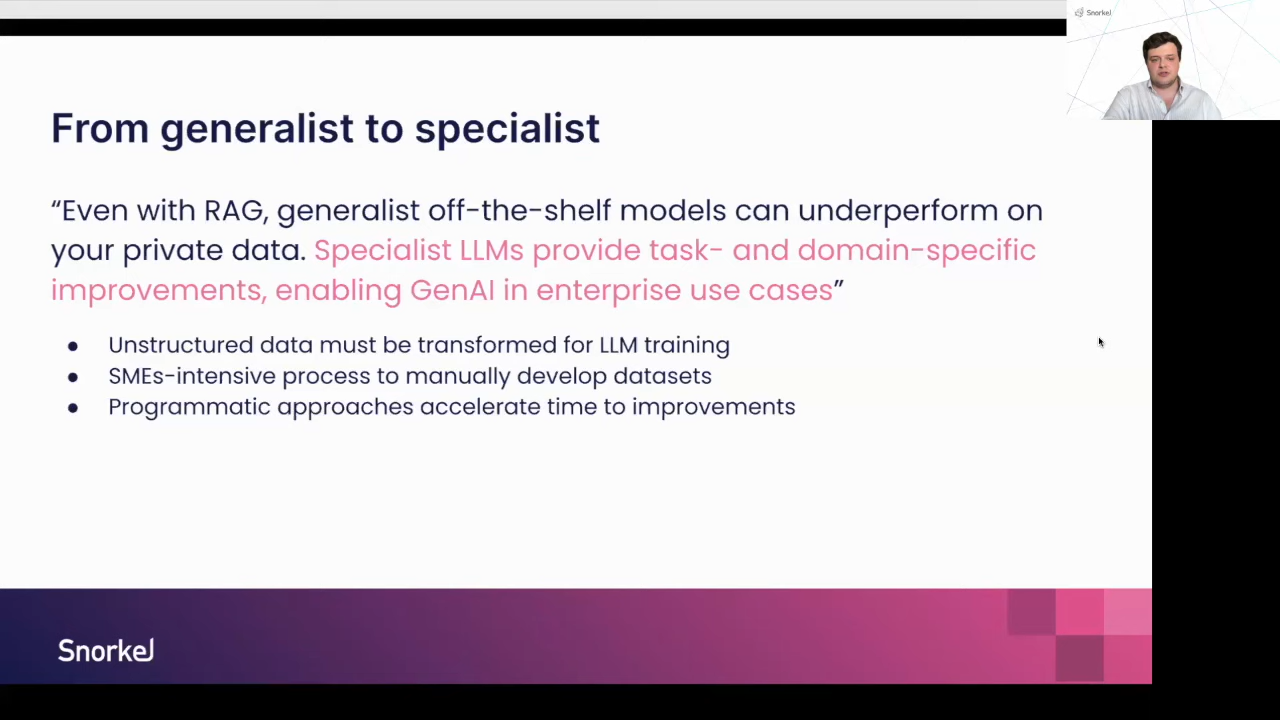 Snorkel
From generalist to specialist
“Even with RAG, generalist off-the-shelf models can underperform on
your private data. Specialist LLMs provide task- and domain-specific
improvements, enabling GenAI in enterprise use cases”
● Unstructured data must be transformed for LLM training
● SMEs-intensive process to manually develop datasets
● Programmatic approaches accelerate time to improvements
Snorkel